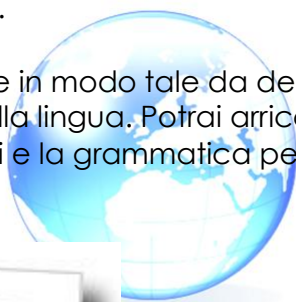 .
e in modo tale da de
lla lingua. Potrai arric
i e la grammatica pe